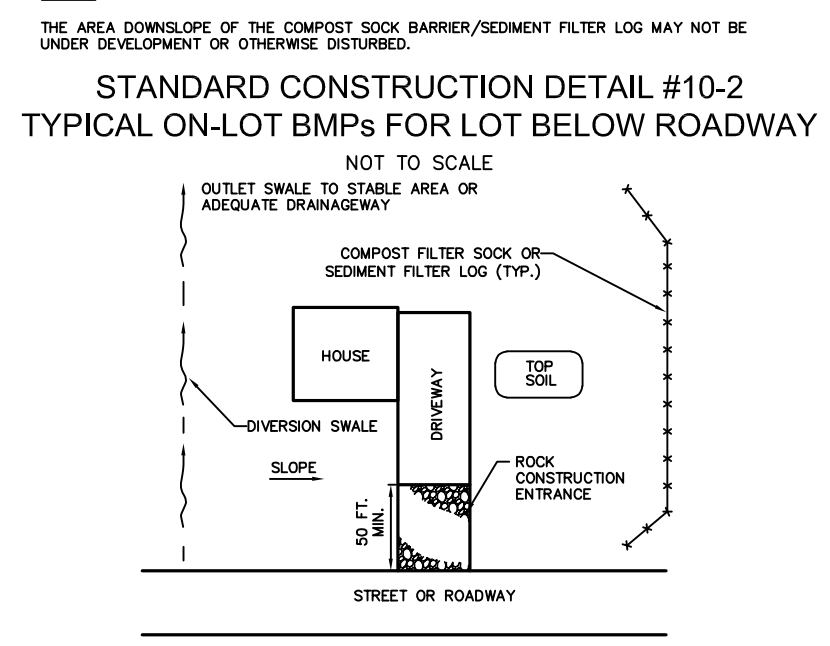 THE AREA DOWNSLOPE OF THE COMPOST SOCK BARRIER/SEDIMENT FILTER LOG MAY NOT BE
UNDER DEVELOPMENT OR OTHERWISE DISTURBED.
STANDARD CONSTRUCTION DETAIL #10-2
TYPICAL ON-LOT BMPs FOR LOT BELOW ROADWAY
NOT TO SCALE
OUTLET SWALE TO STABLE AREA OR
ADEQUATE DRAINAGEWAY
COMPOST FILTER SOCK OR
SEDIMENT FILTER LOG (TYP.)
HOUSE
DRIVEWAY
TOP
SOIL
DIVERSION SWALE
SLOPE
ROCK
CONSTRUCTION
ENTRANCE
50 FT.
MIN.
STREET OR ROADWAY